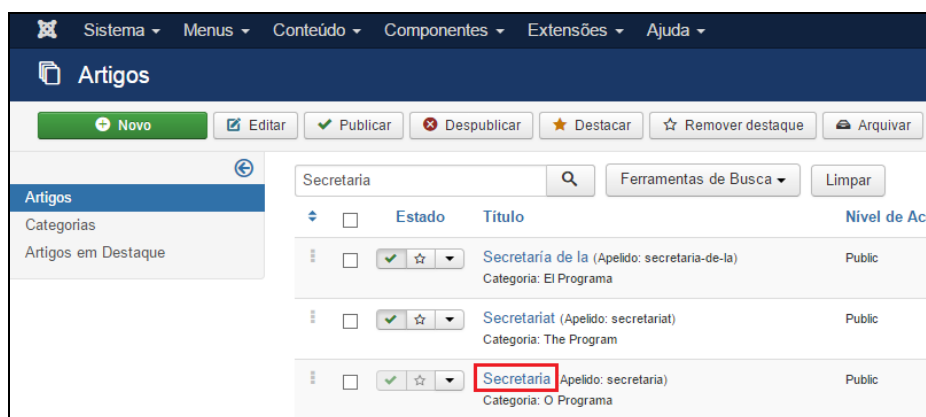 Sistema Menus Conteúdo Componentes Extensões Ajuda
Artigos
Novo Editar Publicar Despublicar Destacar Remover destaque Arquivar
Secretaria Ferramentas de Busca Limpar
Artigos
Categorias
Artigos em Destaque
Estado Título Nível de Ac
Secretaría de la (Apelido: secretaria-de-la) Public
Categoria: El Programa
Secretariat (Apelido: secretariat) Public
Categoria: The Program
Secretaria (Apelido: secretaria) Public
Categoria: O Programa